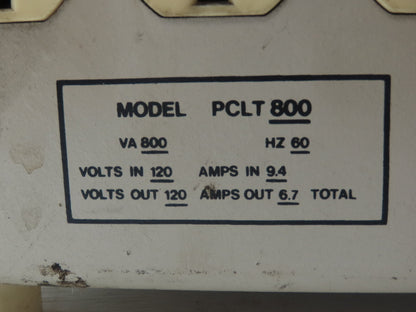 MODEL PCLT 800
VA 800 HZ 60
VOLTS IN 120 AMPS IN 9.4
VOLTS OUT 120 AMPS OUT 6.7 TOTAL